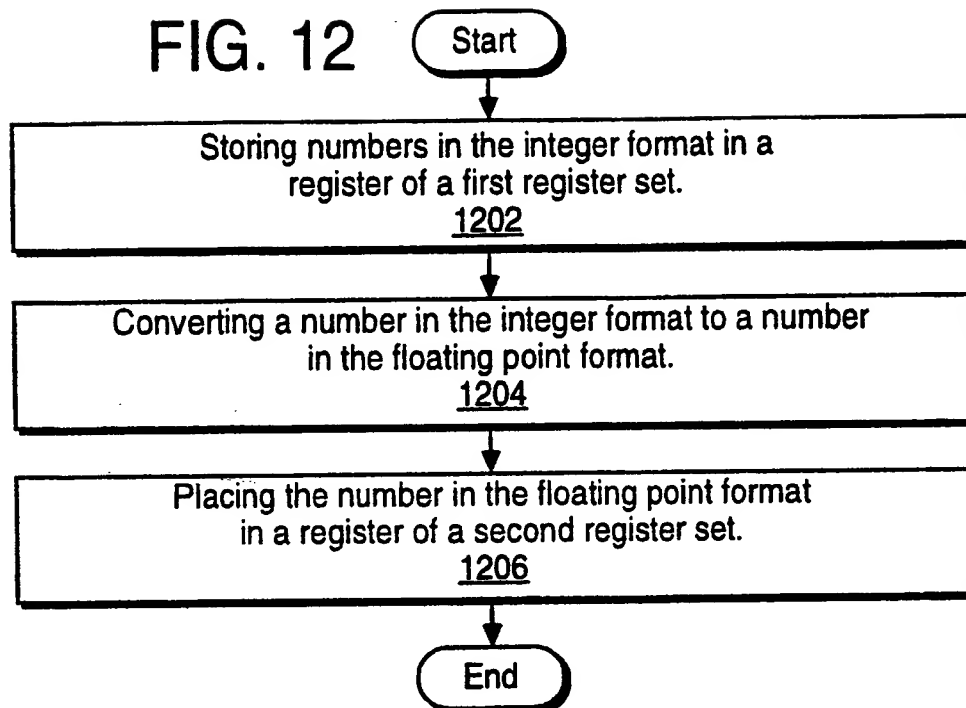 FIG. 12
Start
Storing numbers in the integer format in a
register of a first register set.
1202
Converting a number in the integer format to a number
in the floating point format.
1204
Placing the number in the floating point format
in a register of a second register set.
1206
End